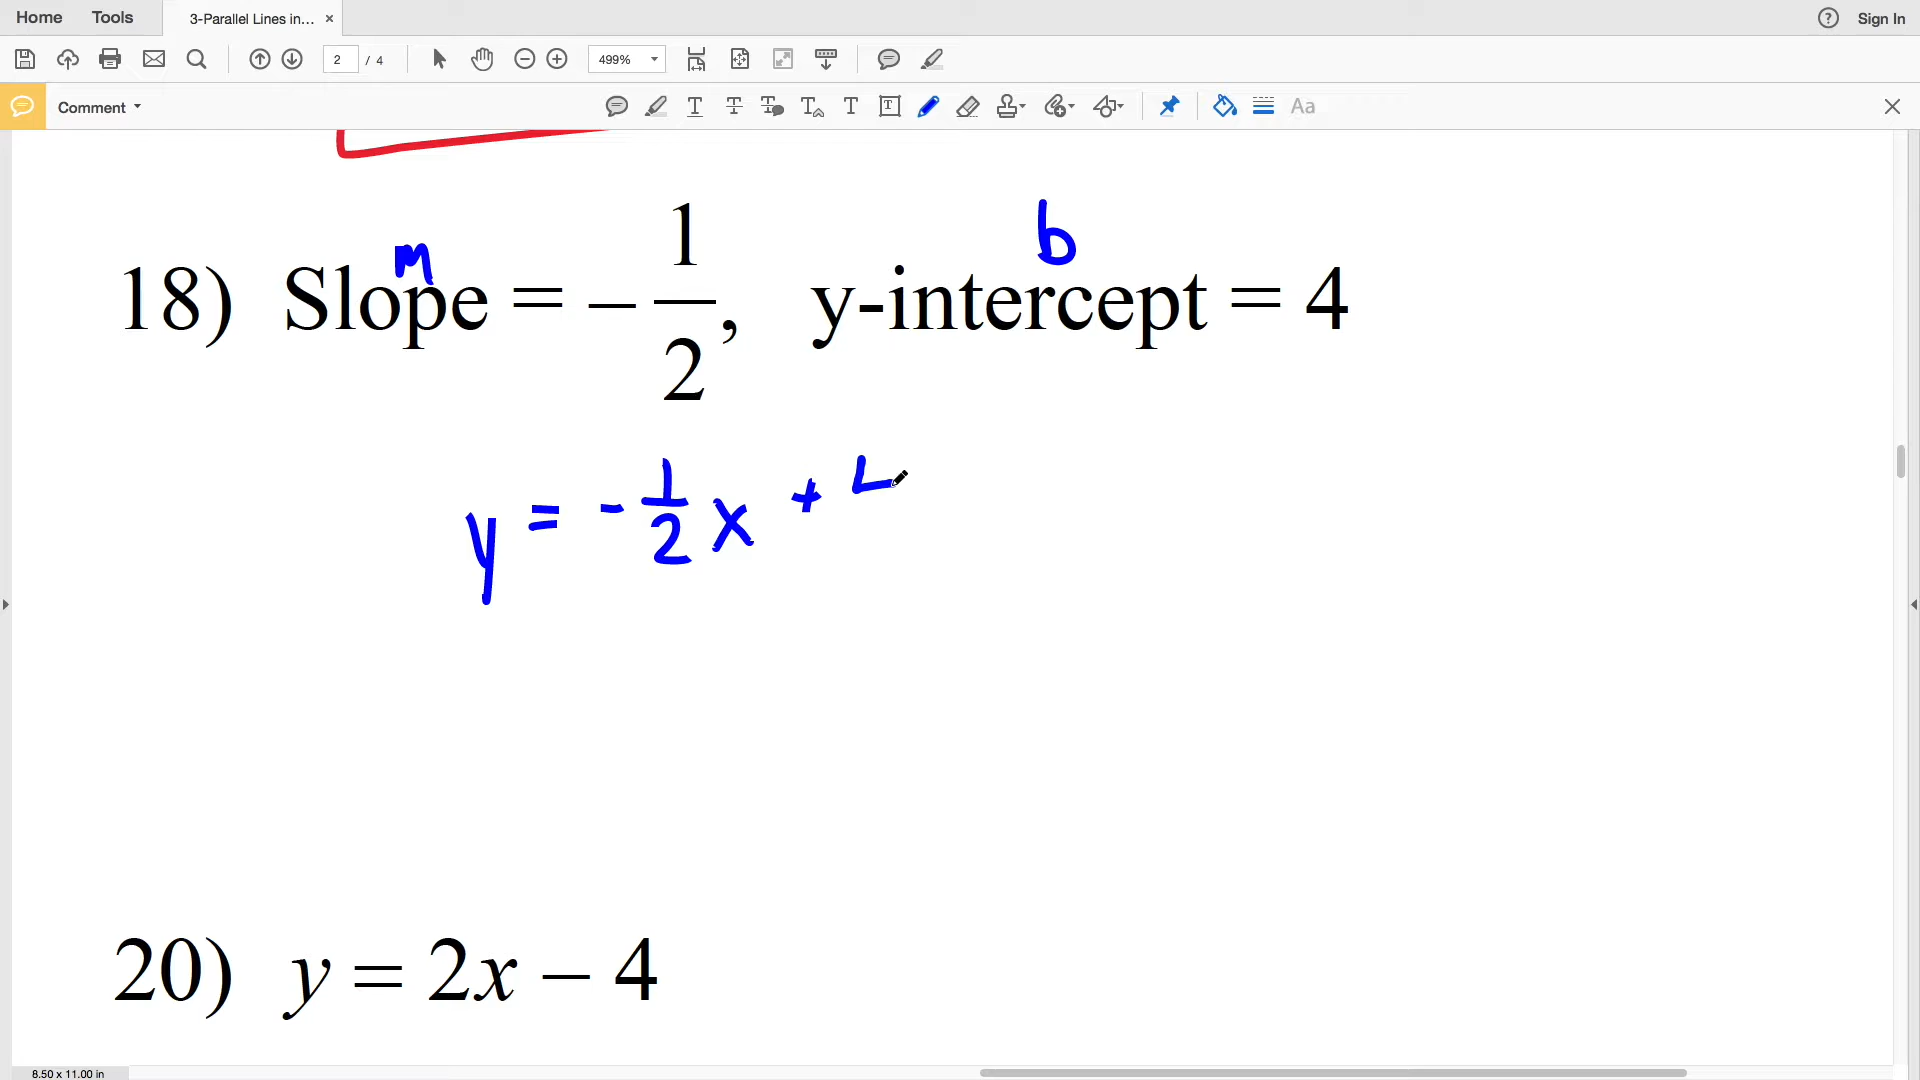 Home Tools 3-Parallel Lines in... × ? Sign In
2 / 4 499%
Comment T T T T T T Aa
m b
18) Slope = −1/2, y-intercept = 4
y = -1/2 x +
20) y = 2x − 4
8.50 x 11.00 in